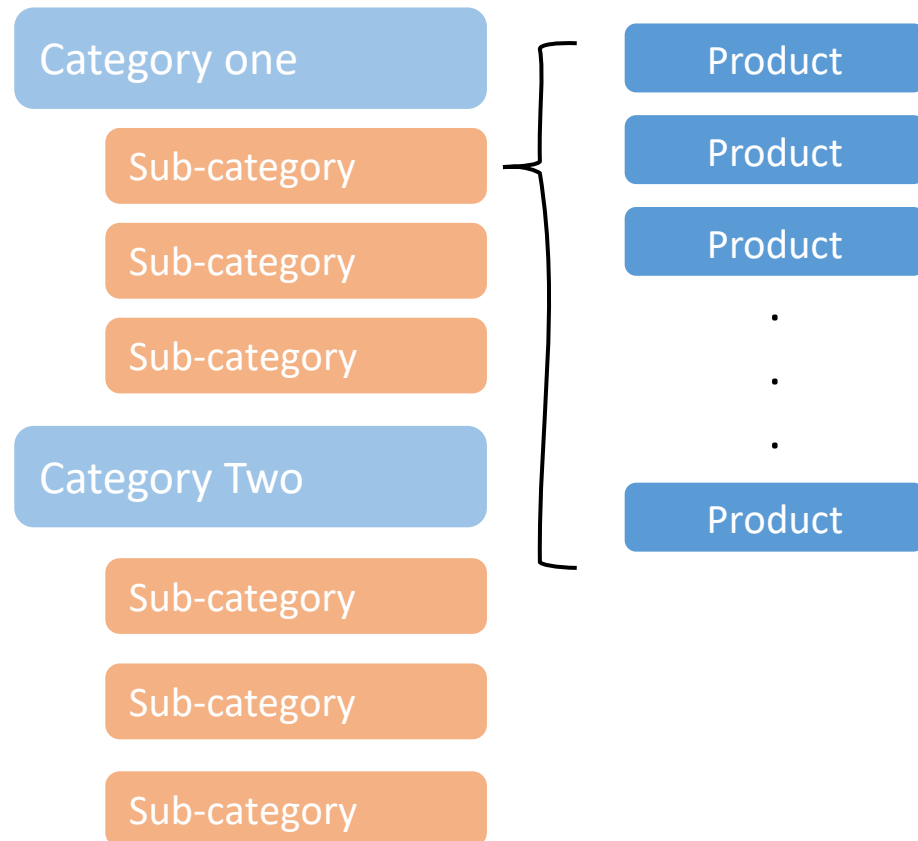 Category one
Sub-category
Sub-category
Sub-category
Category Two
Sub-category
Sub-category
Sub-category
Product
Product
Product
.
.
.
Product